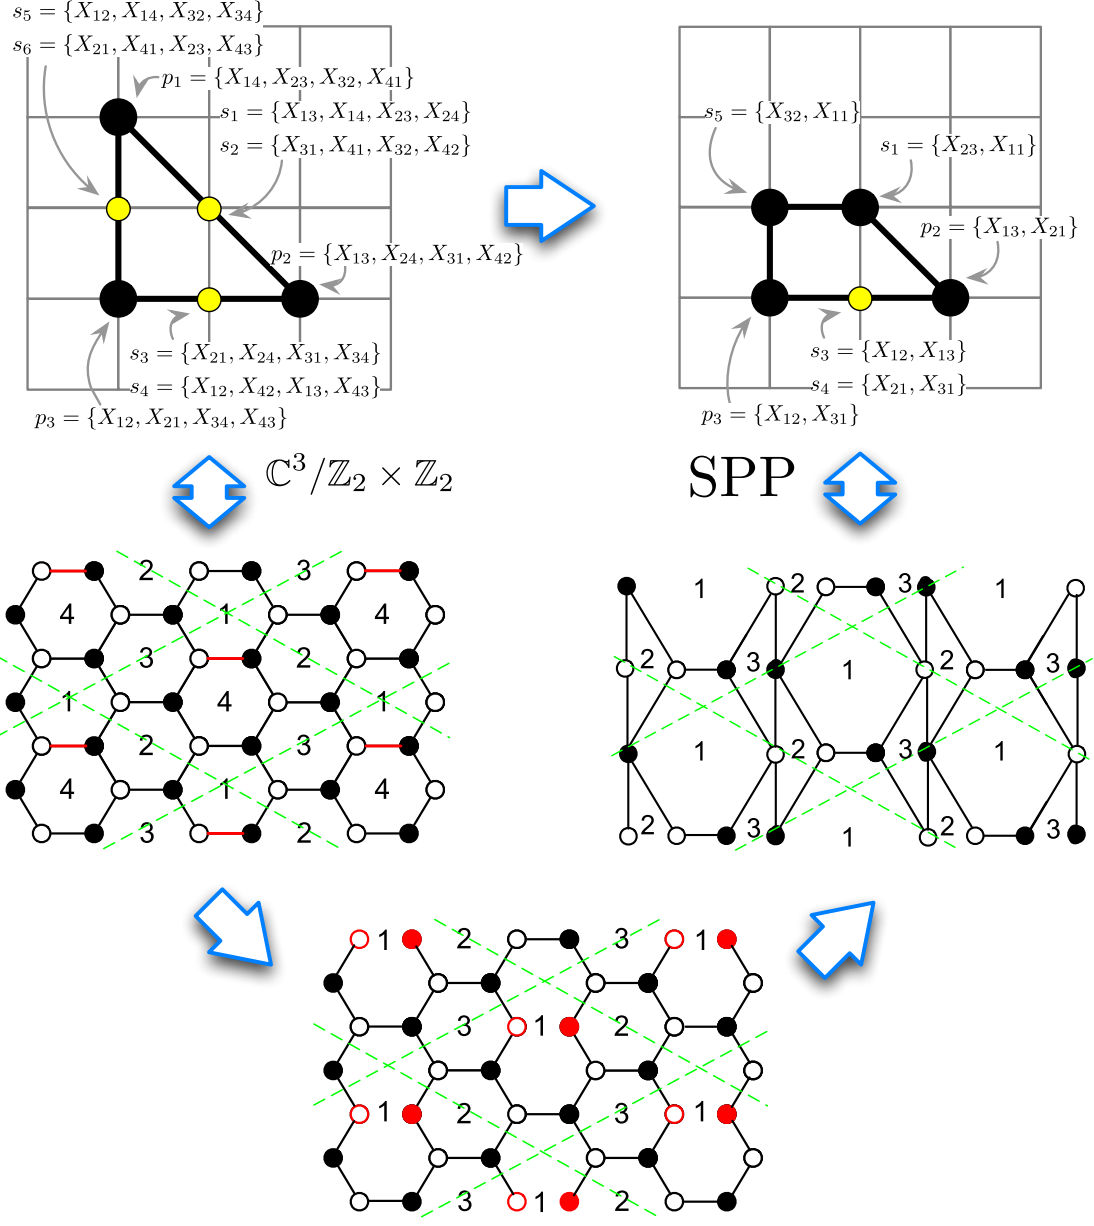 s₅ = {X₁₂, X₁₄, X₃₂, X₃₄}
s₆ = {X₂₁, X₄₁, X₂₃, X₄₃}
p₁ = {X₁₄, X₂₃, X₃₂, X₄₁}
s₁ = {X₁₃, X₁₄, X₂₃, X₂₄}
s₂ = {X₃₁, X₄₁, X₃₂, X₄₂}
p₂ = {X₁₃, X₂₄, X₃₁, X₄₂}
s₃ = {X₂₁, X₂₄, X₃₁, X₃₄}
s₄ = {X₁₂, X₄₂, X₁₃, X₄₃}
p₃ = {X₁₂, X₂₁, X₃₄, X₄₃}
s₅ = {X₃₂, X₁₁}
s₁ = {X₂₃, X₁₁}
p₂ = {X₁₃, X₂₁}
s₃ = {X₁₂, X₁₃}
s₄ = {X₂₁, X₃₁}
p₃ = {X₁₂, X₃₁}
ℂ³/ℤ₂ × ℤ₂
SPP
2 3
4 1 4
3 2
1 4 1
2 3
4 1 4
3 2
1 2 3 1
2 3 1 2 3
1 2 3 1
2 3 1 2 3
1 2 3 1
3 1 2
1 2 3 1
3 1 2